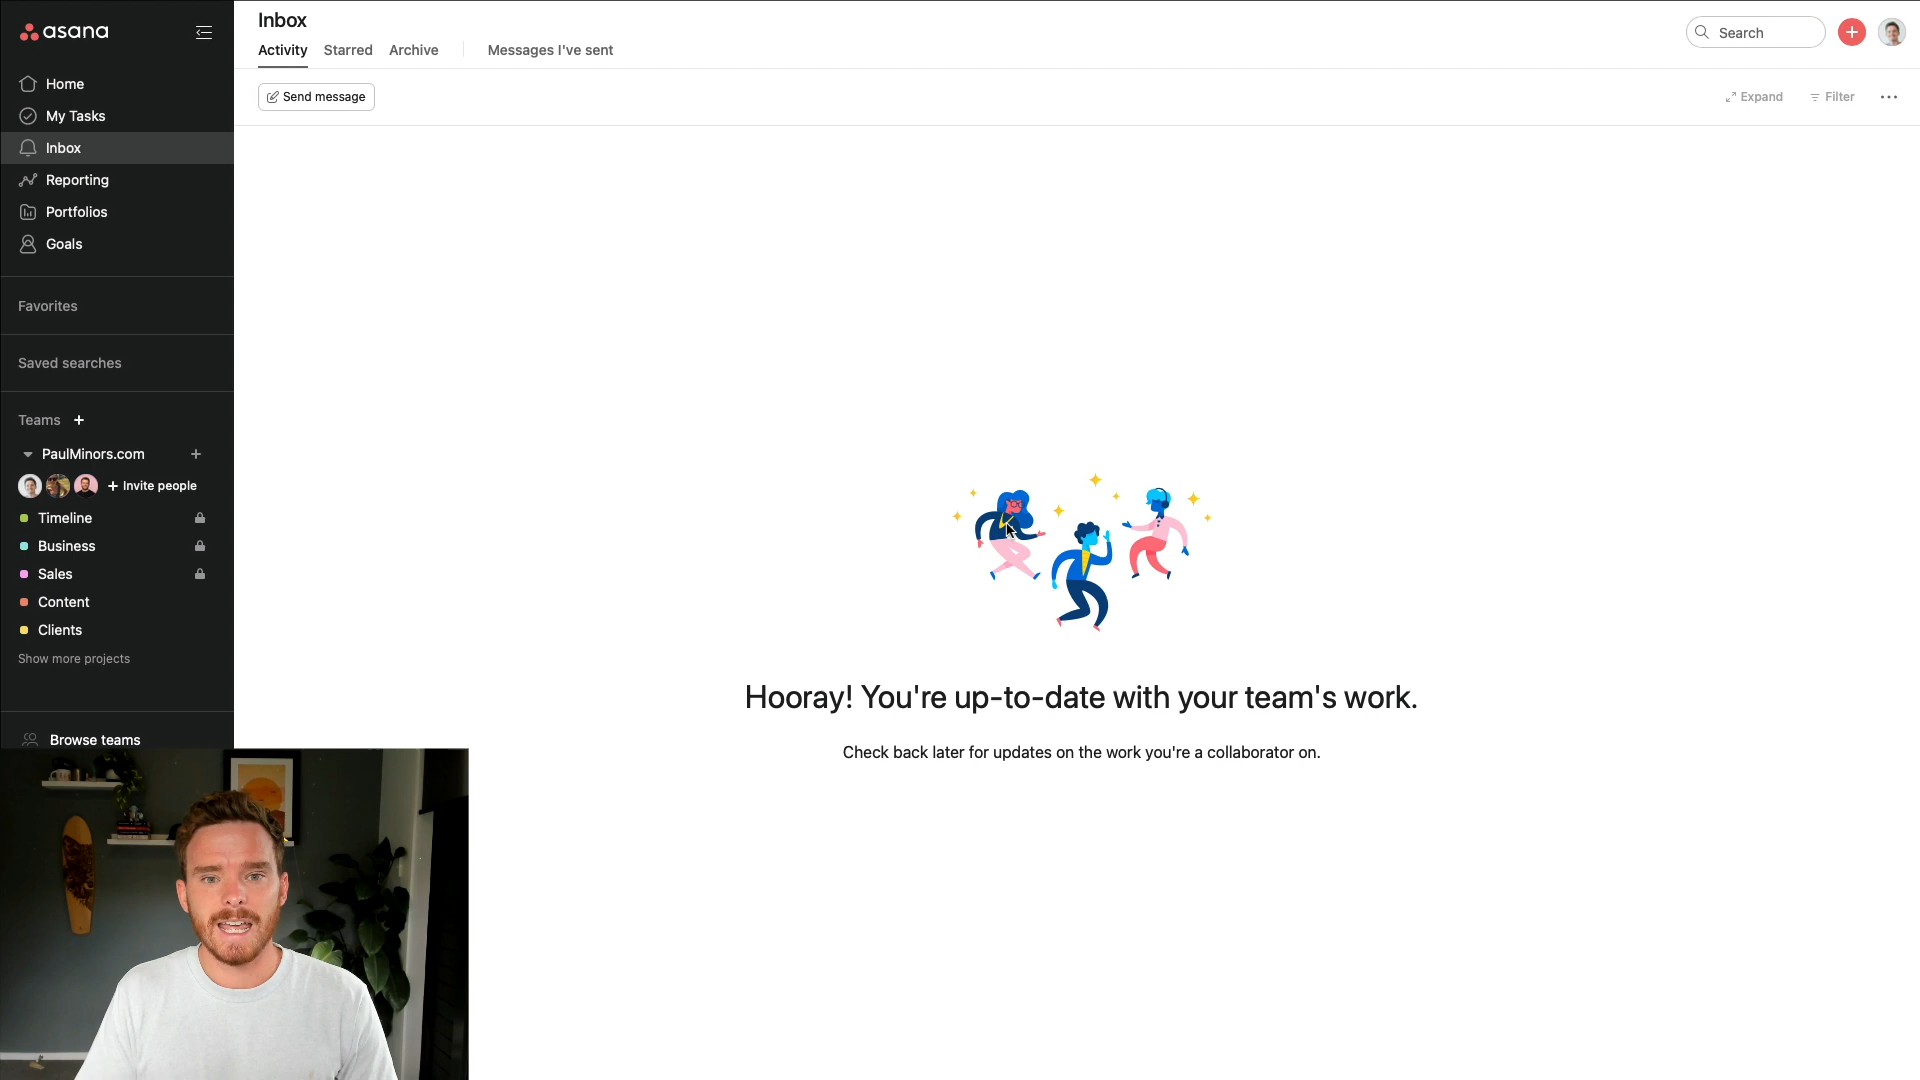 asana
Home
My Tasks
Inbox
Reporting
Portfolios
Goals
Favorites
Saved searches
Teams +
PaulMinors.com +
+ Invite people
Timeline
Business
Sales
Content
Clients
Show more projects
Browse teams
Inbox
Activity Starred Archive Messages I've sent
Search
Send message
Expand Filter
Hooray! You're up-to-date with your team's work.
Check back later for updates on the work you're a collaborator on.